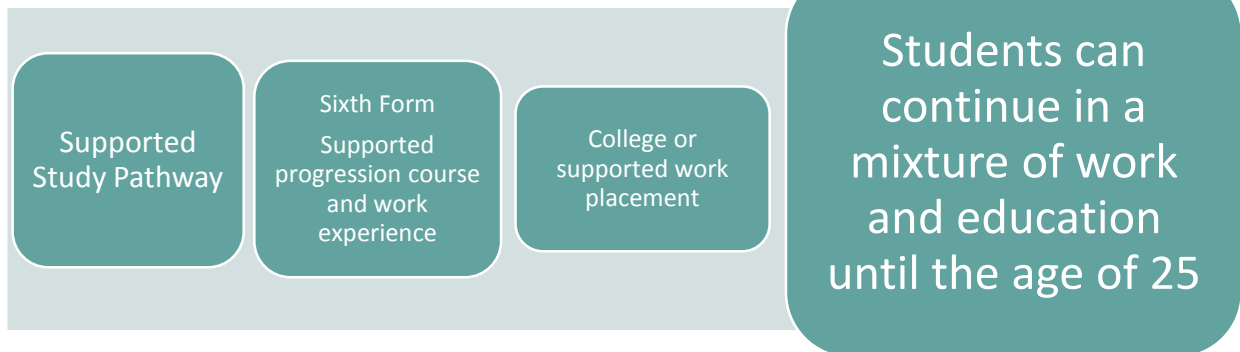 Supported
Study Pathway
Sixth Form
Supported
progression course
and work
experience
College or
supported work
placement
Students can
continue in a
mixture of work
and education
until the age of 25